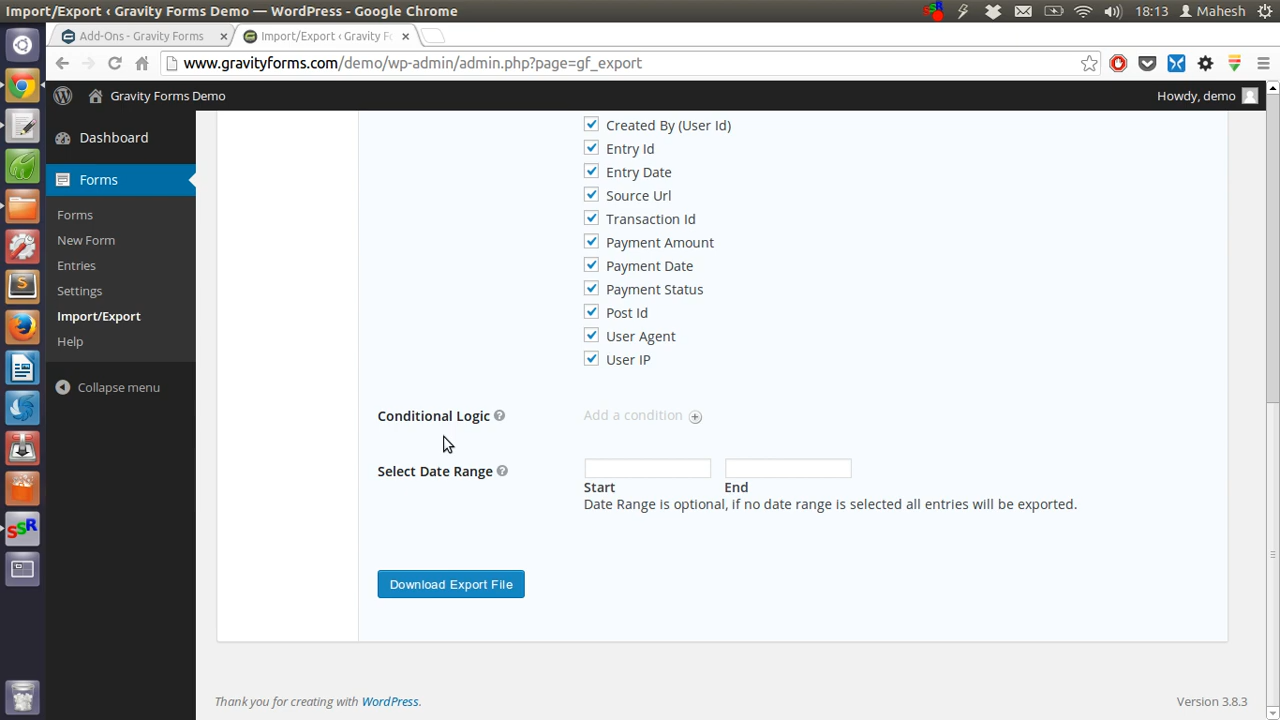 Import/Export ‹ Gravity Forms Demo — WordPress - Google Chrome
18:13 Mahesh
Add-Ons - Gravity Forms ×
Import/Export ‹ Gravity F ×
www.gravityforms.com/demo/wp-admin/admin.php?page=gf_export
Gravity Forms Demo
Howdy, demo
Dashboard
Forms
Forms
New Form
Entries
Settings
Import/Export
Help
Collapse menu
Created By (User Id)
Entry Id
Entry Date
Source Url
Transaction Id
Payment Amount
Payment Date
Payment Status
Post Id
User Agent
User IP
Conditional Logic ?
Add a condition +
Select Date Range ?
Start End
Date Range is optional, if no date range is selected all entries will be exported.
Download Export File
Thank you for creating with WordPress.
Version 3.8.3
S
SSR